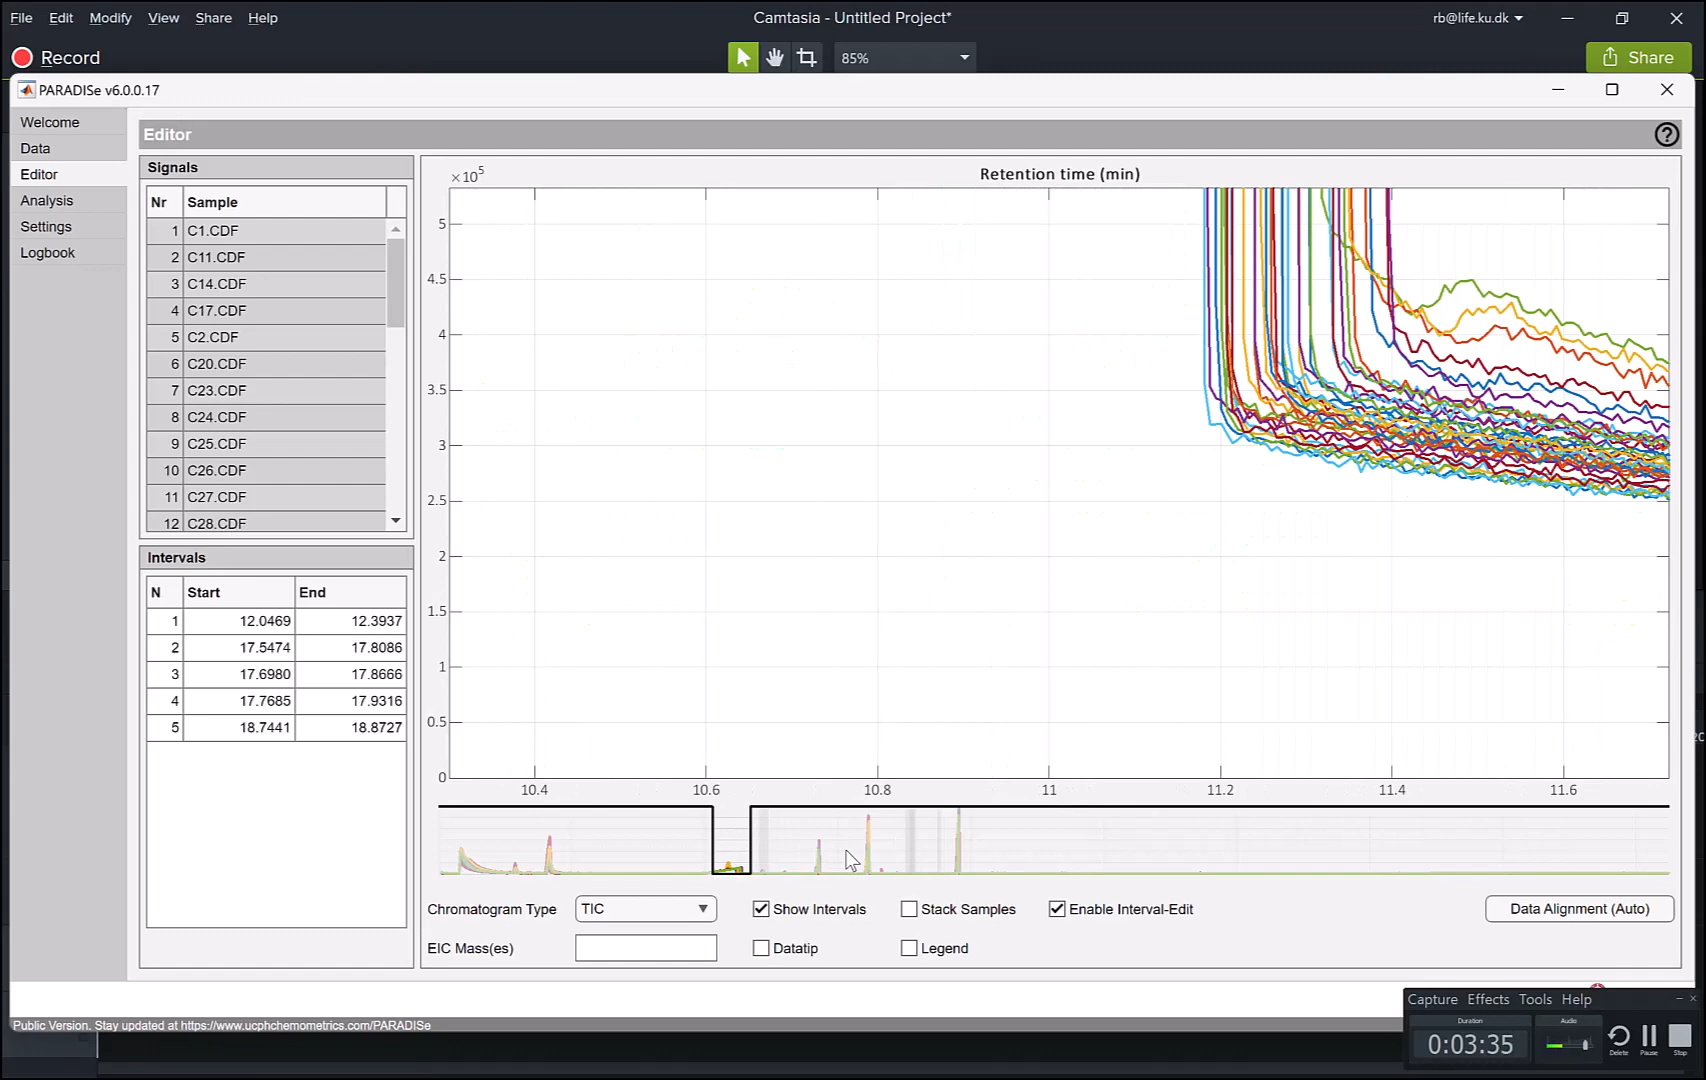 File Edit Modify View Share Help
Camtasia - Untitled Project*
rb@life.ku.dk
Record
85%
Share
PARADISe v6.0.0.17
Welcome
Data
Editor
Analysis
Settings
Logbook
Editor
?
Signals
Nr Sample
1 C1.CDF
2 C11.CDF
3 C14.CDF
4 C17.CDF
5 C2.CDF
6 C20.CDF
7 C23.CDF
8 C24.CDF
9 C25.CDF
10 C26.CDF
11 C27.CDF
12 C28.CDF
Intervals
N Start End
1 12.0469 12.3937
2 17.5474 17.8086
3 17.6980 17.8666
4 17.7685 17.9316
5 18.7441 18.8727
×10⁵
Retention time (min)
5
4.5
4
3.5
3
2.5
2
1.5
1
0.5
0
10.4 10.6 10.8 11 11.2 11.4 11.6
Chromatogram Type TIC Show Intervals Stack Samples Enable Interval-Edit Data Alignment (Auto)
EIC Mass(es) Datatip Legend
Public Version. Stay updated at https://www.ucphchemometrics.com/PARADISe
Capture Effects Tools Help
Duration Audio
0:03:35
Delete Pause Stop